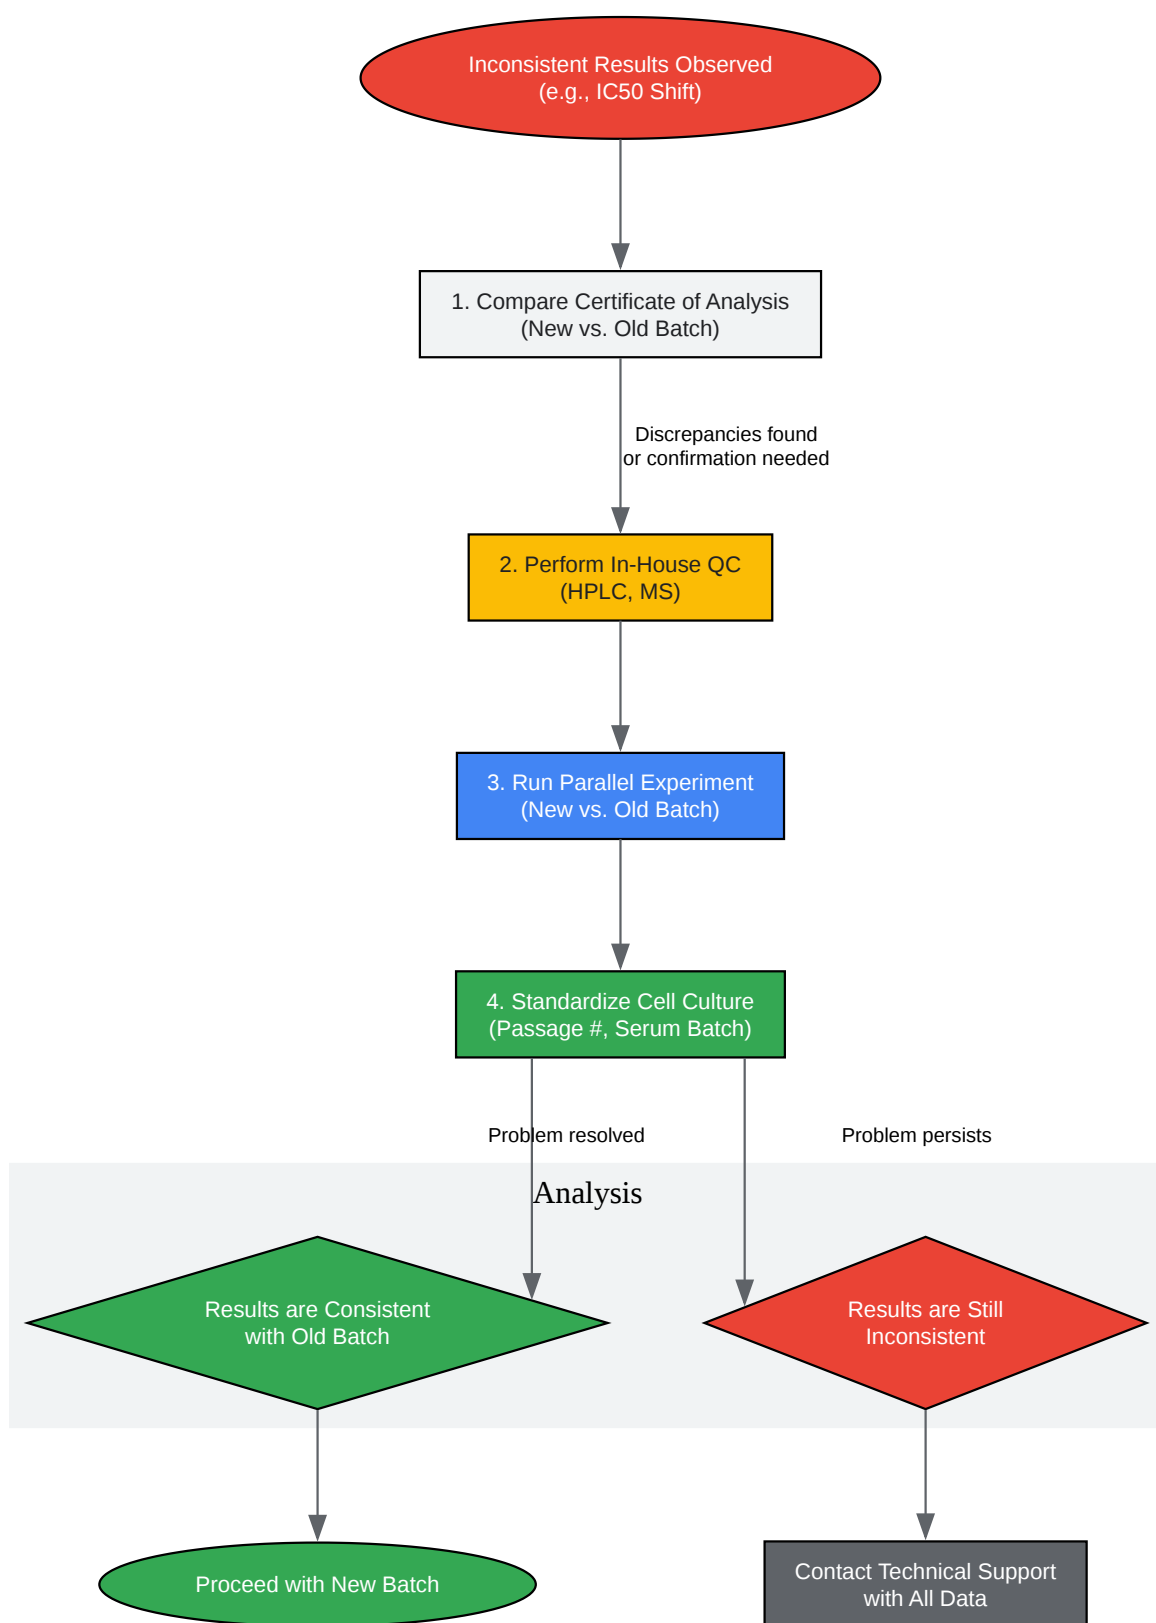 Inconsistent Results Observed
(e.g., IC50 Shift)
1. Compare Certificate of Analysis
(New vs. Old Batch)
Discrepancies found
or confirmation needed
2. Perform In-House QC
(HPLC, MS)
3. Run Parallel Experiment
(New vs. Old Batch)
4. Standardize Cell Culture
(Passage #, Serum Batch)
Problem resolved
Problem persists
Analysis
Results are Consistent
with Old Batch
Results are Still
Inconsistent
Proceed with New Batch
Contact Technical Support
with All Data